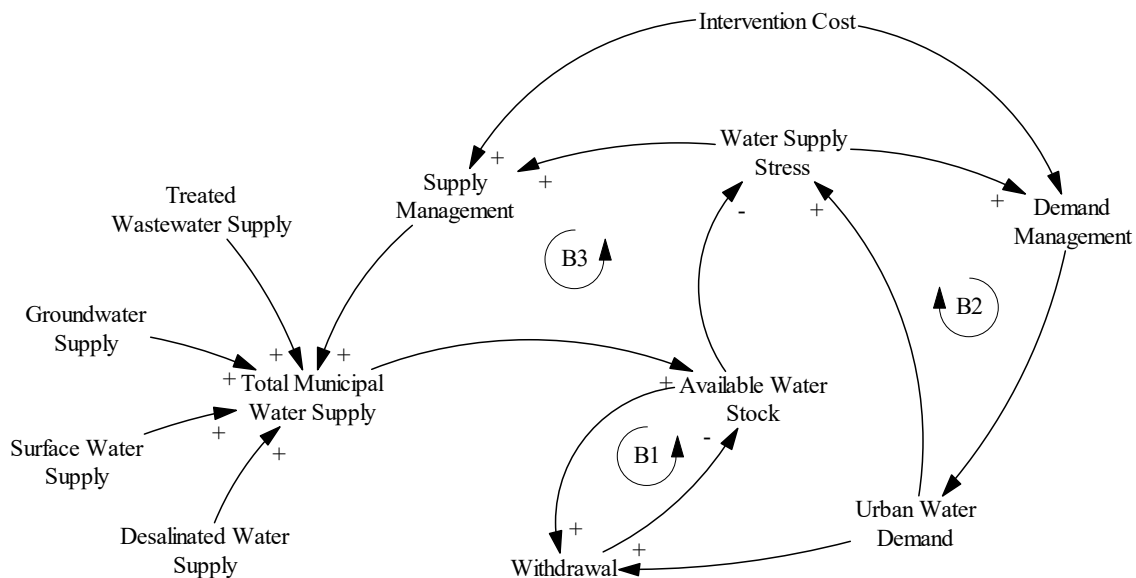 Intervention Cost
Water Supply
Stress
+
+
+
+
-
+
Supply
Management
Demand
Management
Treated
Wastewater Supply
B3
B2
Groundwater
Supply
+
+
+
Total Municipal
Water Supply
+
Available Water
Stock
+
+
-
B1
Surface Water
Supply
Desalinated Water
Supply
+
+
Withdrawal
Urban Water
Demand